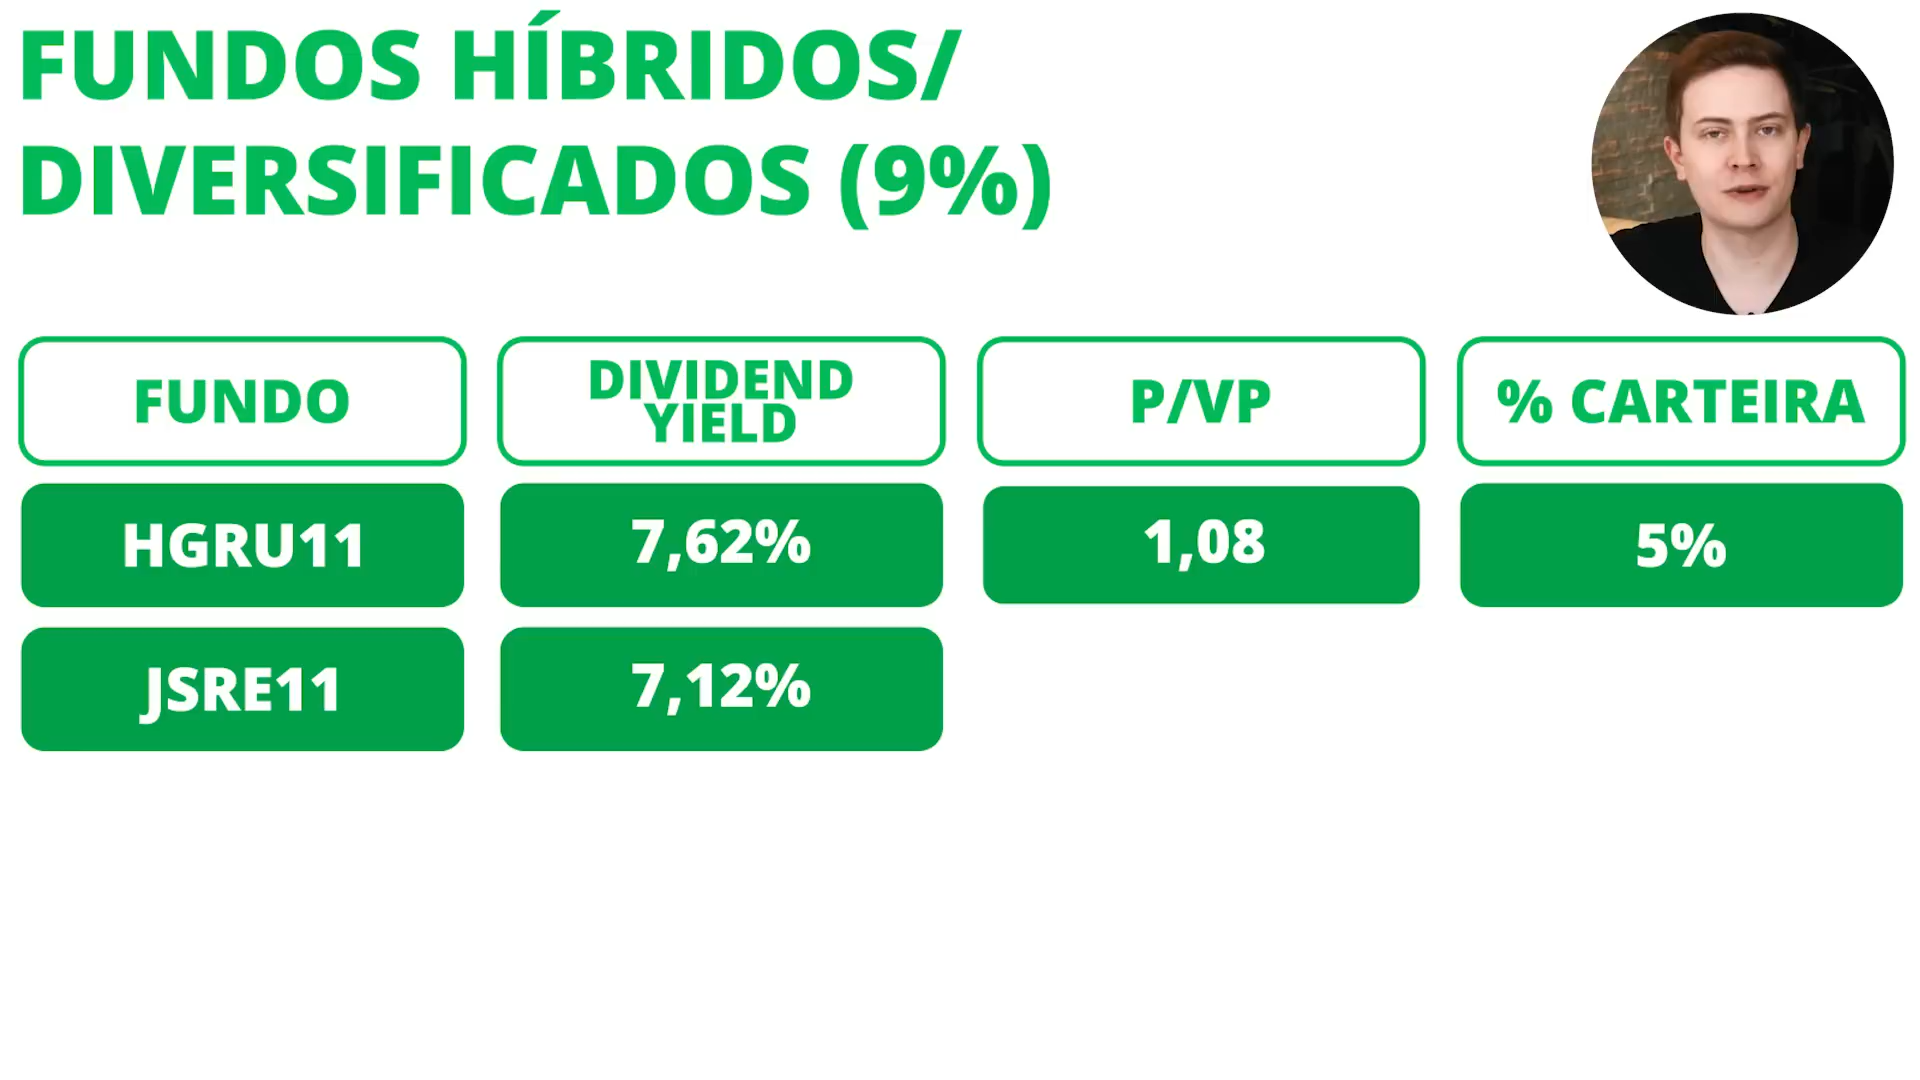 FUNDOS HÍBRIDOS/
DIVERSIFICADOS (9%)
FUNDO
DIVIDEND
YIELD
P/VP
% CARTEIRA
HGRU11
7,62%
1,08
5%
JSRE11
7,12%